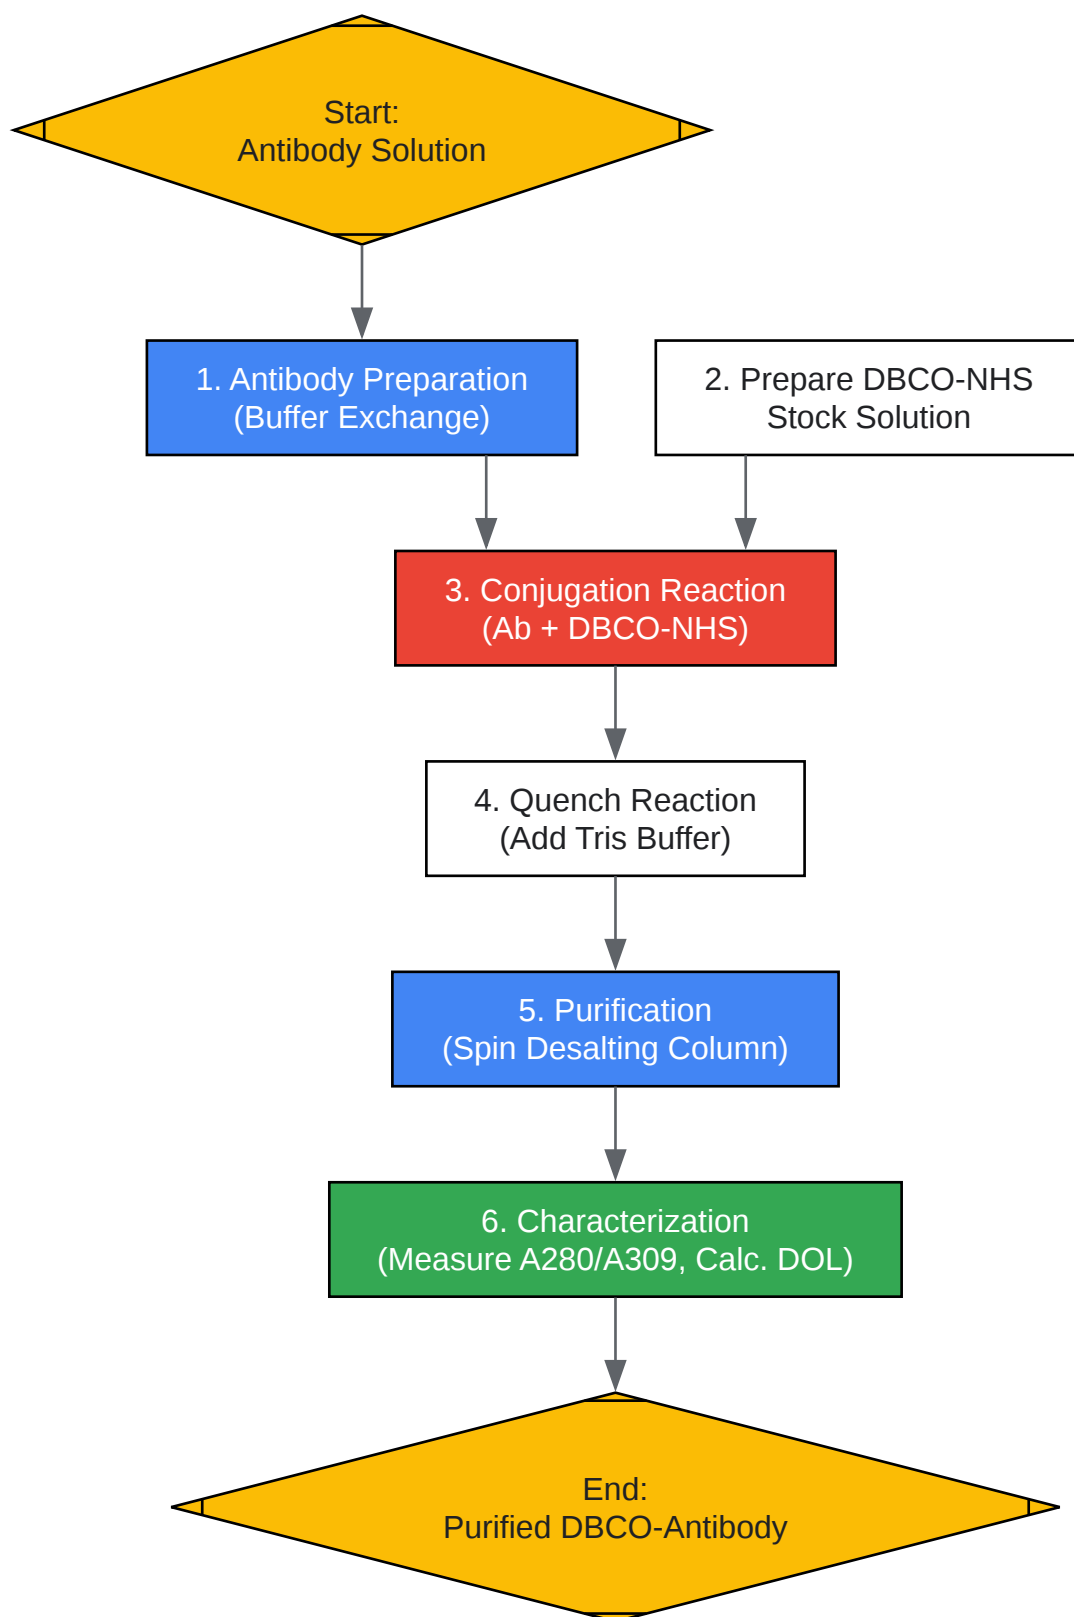 Start:
Antibody Solution
1. Antibody Preparation
(Buffer Exchange)
2. Prepare DBCO-NHS
Stock Solution
3. Conjugation Reaction
(Ab + DBCO-NHS)
4. Quench Reaction
(Add Tris Buffer)
5. Purification
(Spin Desalting Column)
6. Characterization
(Measure A280/A309, Calc. DOL)
End:
Purified DBCO-Antibody